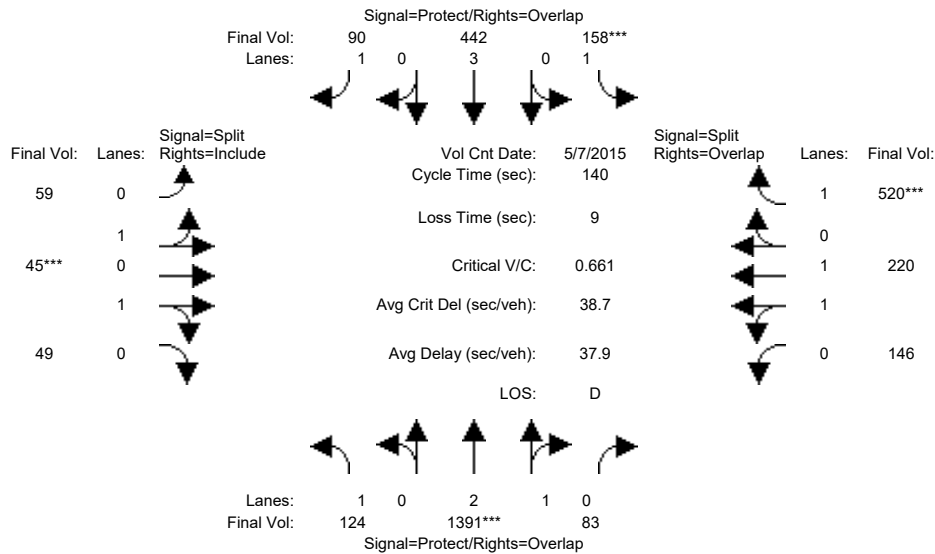 Signal=Protect/Rights=Overlap
Final Vol: 90 442 158***
Lanes: 1 0 3 0 1
Signal=Split
Final Vol: Lanes: Rights=Include
Vol Cnt Date: 5/7/2015
Signal=Split
Rights=Overlap Lanes: Final Vol:
Cycle Time (sec): 140
59 0
1 520***
Loss Time (sec): 9
1
0
45*** 0
Critical V/C: 0.661
1 220
1
Avg Crit Del (sec/veh): 38.7
1
49 0
Avg Delay (sec/veh): 37.9
0 146
LOS: D
Lanes: 1 0 2 1 0
Final Vol: 124 1391*** 83
Signal=Protect/Rights=Overlap